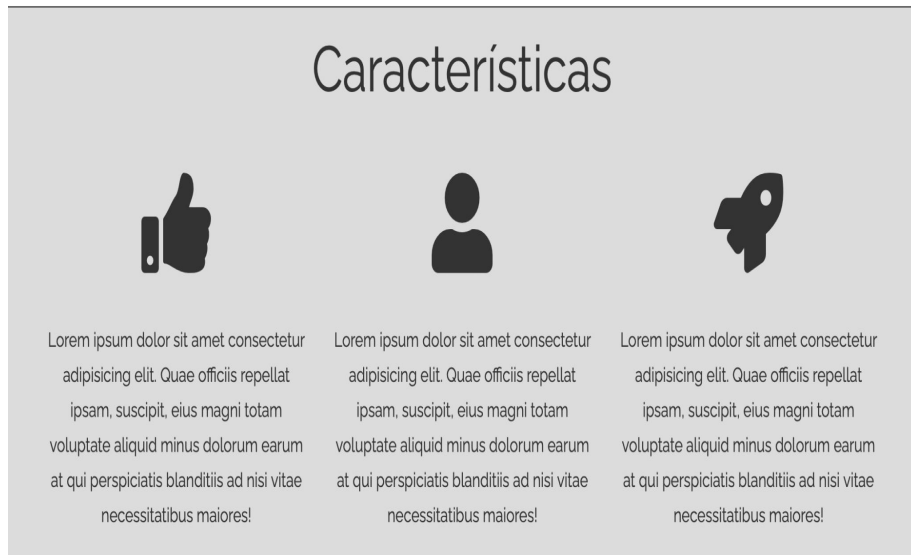 Características
Lorem ipsum dolor sit amet consectetur
adipisicing elit. Quae officiis repellat
ipsam, suscipit, eius magni totam
voluptate aliquid minus dolorum earum
at qui perspiciatis blanditiis ad nisi vitae
necessitatibus maiores!
Lorem ipsum dolor sit amet consectetur
adipisicing elit. Quae officiis repellat
ipsam, suscipit, eius magni totam
voluptate aliquid minus dolorum earum
at qui perspiciatis blanditiis ad nisi vitae
necessitatibus maiores!
Lorem ipsum dolor sit amet consectetur
adipisicing elit. Quae officiis repellat
ipsam, suscipit, eius magni totam
voluptate aliquid minus dolorum earum
at qui perspiciatis blanditiis ad nisi vitae
necessitatibus maiores!